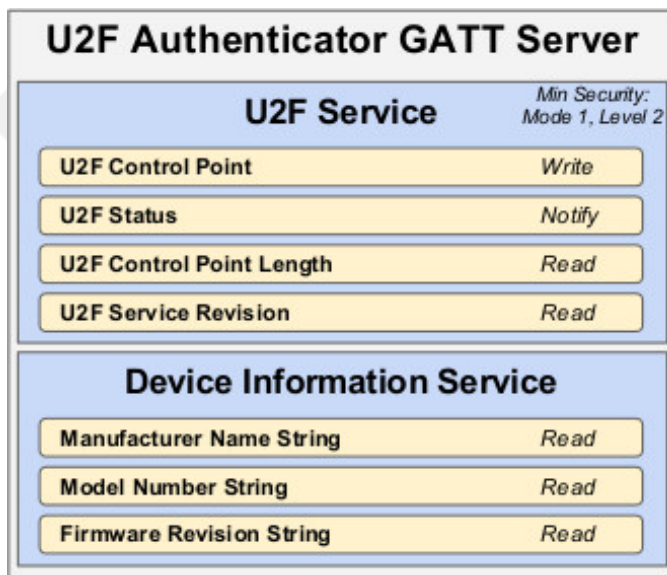 U2F Authenticator GATT Server
U2F Service
Min Security:
Mode 1, Level 2
U2F Control Point Write
U2F Status Notify
U2F Control Point Length Read
U2F Service Revision Read
Device Information Service
Manufacturer Name String Read
Model Number String Read
Firmware Revision String Read